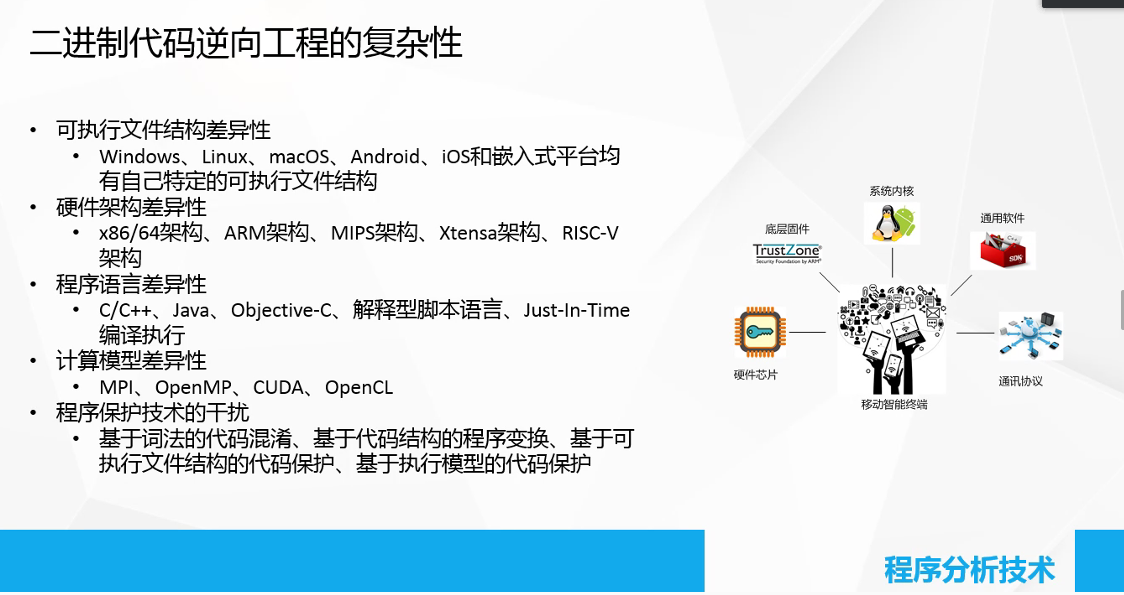 二进制代码逆向工程的复杂性
• 可执行文件结构差异性
• Windows、Linux、macOS、Android、iOS和嵌入式平台均
有自己特定的可执行文件结构
• 硬件架构差异性
• x86/64架构、ARM架构、MIPS架构、Xtensa架构、RISC-V
架构
• 程序语言差异性
• C/C++、Java、Objective-C、解释型脚本语言、Just-In-Time
编译执行
• 计算模型差异性
• MPI、OpenMP、CUDA、OpenCL
• 程序保护技术的干扰
• 基于词法的代码混淆、基于代码结构的程序变换、基于可
执行文件结构的代码保护、基于执行模型的代码保护
系统内核
底层固件
TrustZone®
Security Foundation by ARM®
通用软件
C++
SDK
硬件芯片
移动智能终端
通讯协议
程序分析技术